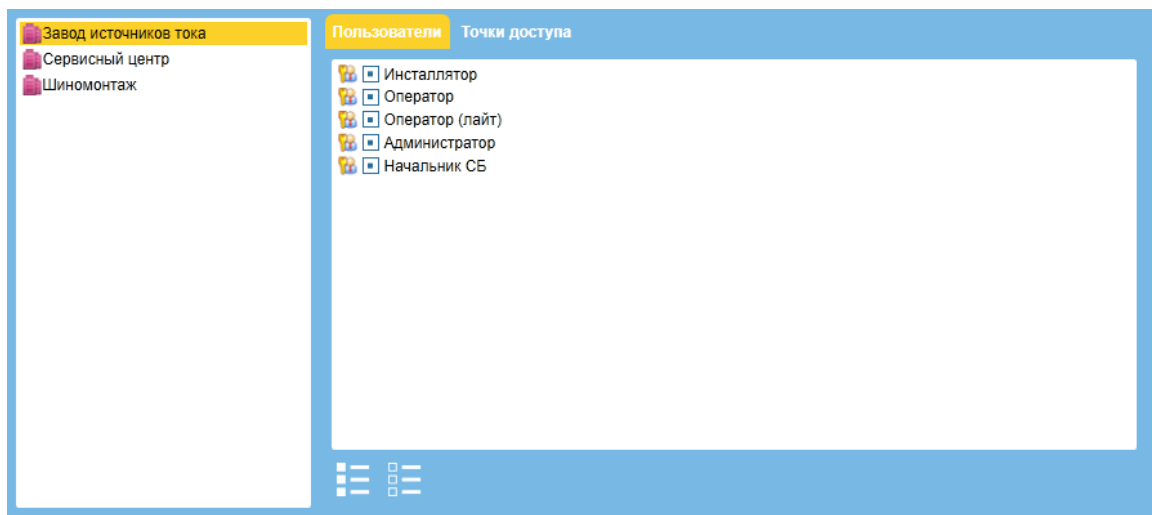 Завод источников тока
Сервисный центр
Шиномонтаж
Пользователи Точки доступа
Инсталлятор
Оператор
Оператор (лайт)
Администратор
Начальник СБ